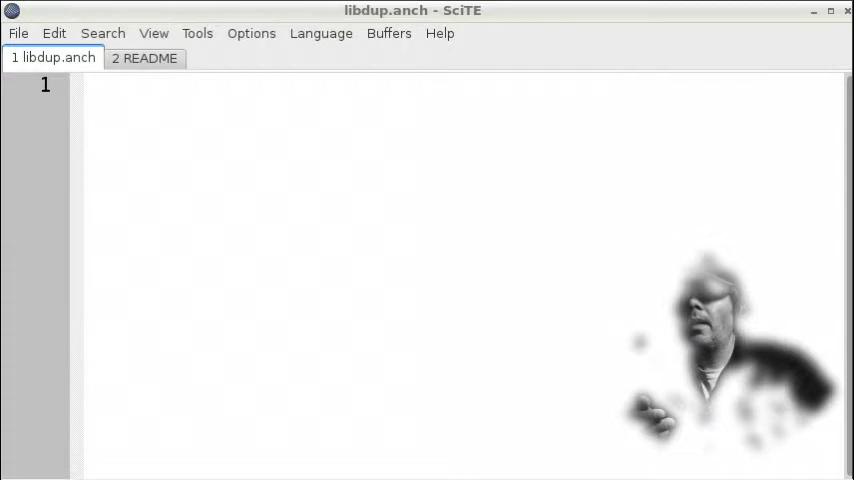 libdup.anch - SciTE
File Edit Search View Tools Options Language Buffers Help
1 libdup.anch 2 README
1